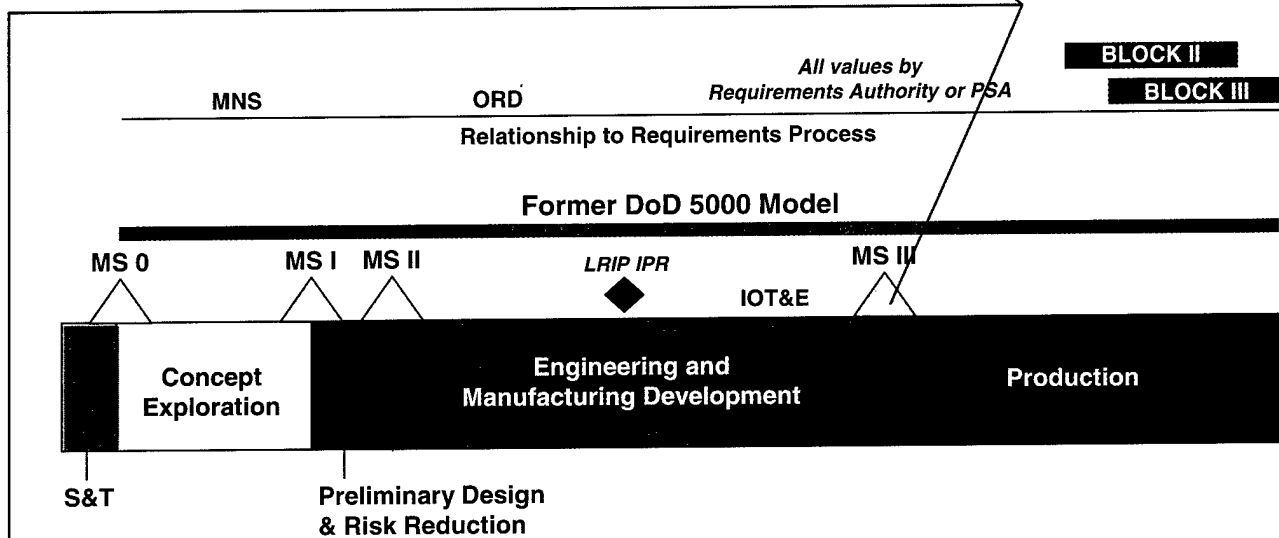 BLOCK II
All values by
Requirements Authority or PSA
BLOCK III
MNS
ORD
Relationship to Requirements Process
Former DoD 5000 Model
MS 0
MS I
MS II
LRIP IPR
IOT&E
MS III
Concept
Exploration
Engineering and
Manufacturing Development
Production
S&T
Preliminary Design
& Risk Reduction